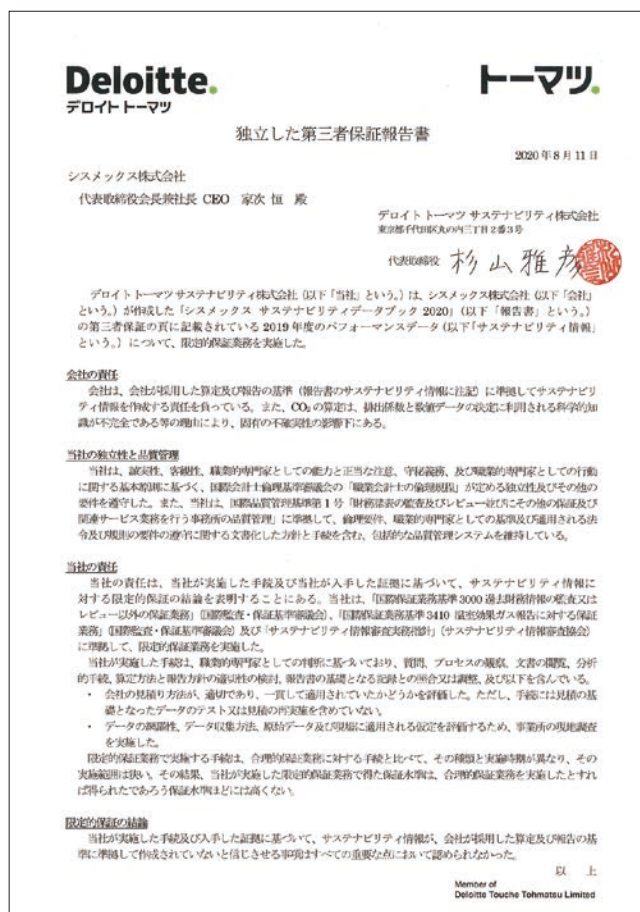 Deloitte.
デロイト トーマツ
トーマツ.
独立した第三者保証報告書
2020 年 8 月 11 日
シスメックス株式会社
代表取締役会長兼社長 CEO 家次 恒 殿
デロイト トーマツ サステナビリティ株式会社
東京都千代田区丸の内三丁目2番3号
代表取締役 杉山雅彦
デロイト トーマツ サステナビリティ株式会社（以下「当社」という。）は、シスメックス株式会社（以下「会社」
という。）が作成した「シスメックス サステナビリティデータブック 2020」（以下「報告書」という。）
の第三者保証の頁に記載されている 2019 年度のパフォーマンスデータ（以下「サステナビリティ情報」
という。）について、限定的保証業務を実施した。
会社の責任
会社は、会社が採用した算定及び報告の基準（報告書のサステナビリティ情報に注記）に準拠してサステナビリ
ティ情報を作成する責任を負っている。また、CO₂の算定は、排出係数と数値データの決定に利用される科学的知
識が不完全である等の理由により、固有の不確実性の影響下にある。
当社の独立性と品質管理
当社は、誠実性、客観性、職業的専門家としての能力と正当な注意、守秘義務、及び職業的専門家としての行動
に関する基本原則に基づく、国際会計士倫理基準審議会の「職業会計士の倫理規程」が定める独立性及びその他の
要件を遵守した。また、当社は、国際品質管理基準第1号「財務諸表の監査及びレビュー並びにその他の保証及び
関連サービス業務を行う事務所の品質管理」に準拠して、倫理要件、職業的専門家としての基準及び適用される法
令及び規則の要件の遵守に関する文書化した方針と手続を含む、包括的な品質管理システムを維持している。
当社の責任
当社の責任は、当社が実施した手続及び当社が入手した証拠に基づいて、サステナビリティ情報に
対する限定的保証の結論を表明することにある。当社は、「国際保証業務基準 3000 過去財務情報の監査又は
レビュー以外の保証業務」（国際監査・保証基準審議会）、「国際保証業務基準 3410 温室効果ガス報告に対する保証
業務」（国際監査・保証基準審議会）及び「サステナビリティ情報審査実務指針」（サステナビリティ情報審査協会）
に準拠して、限定的保証業務を実施した。
当社が実施した手続は、職業的専門家としての判断に基づいており、質問、プロセスの観察、文書の閲覧、分析
的手続、算定方法と報告方針の適切性の検討、報告書の基礎となる記録との照合又は調整、及び以下を含んでいる。
・ 会社の見積り方法が、適切であり、一貫して適用されていたかどうかを評価した。ただし、手続には見積の基
礎となったデータのテスト又は見積の再実施を含めていない。
・ データの網羅性、データ収集方法、原始データ及び現場に適用される仮定を評価するため、事業所の現地調査
を実施した。
限定的保証業務で実施する手続は、合理的保証業務に対する手続と比べて、その種類と実施時期が異なり、その
実施範囲は狭い。その結果、当社が実施した限定的保証業務で得た保証水準は、合理的保証業務を実施したとすれ
ば得られたであろう保証水準ほどには高くない。
限定的保証の結論
当社が実施した手続及び入手した証拠に基づいて、サステナビリティ情報が、会社が採用した算定及び報告の基
準に準拠して作成されていないと信じさせる事項はすべての重要な点において認められなかった。
以 上
Member of
Deloitte Touche Tohmatsu Limited